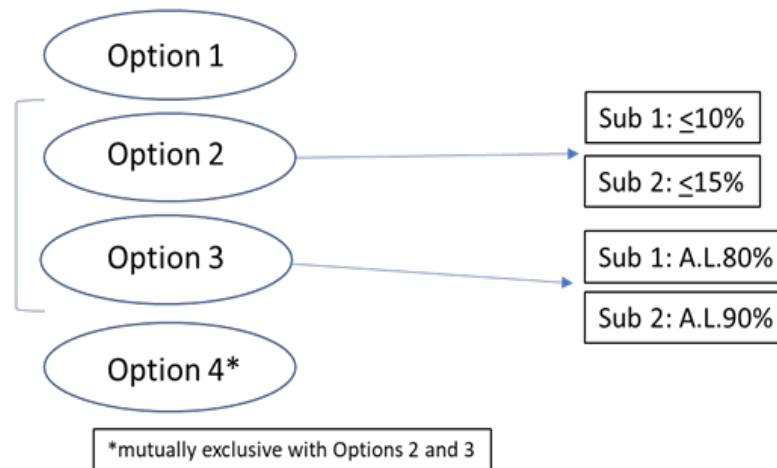 Option 1
Option 2
Sub 1: ≤10%
Sub 2: ≤15%
Option 3
Sub 1: A.L.80%
Sub 2: A.L.90%
Option 4*
*mutually exclusive with Options 2 and 3